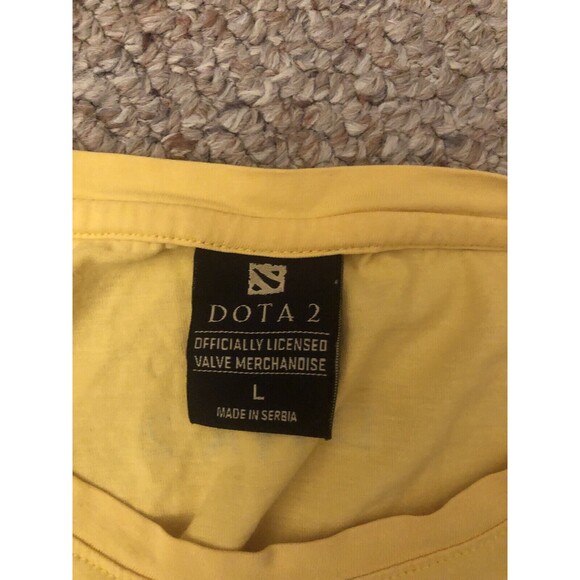 DOTA 2
OFFICIALLY LICENSED
VALVE MERCHANDISE
L
MADE IN SERBIA